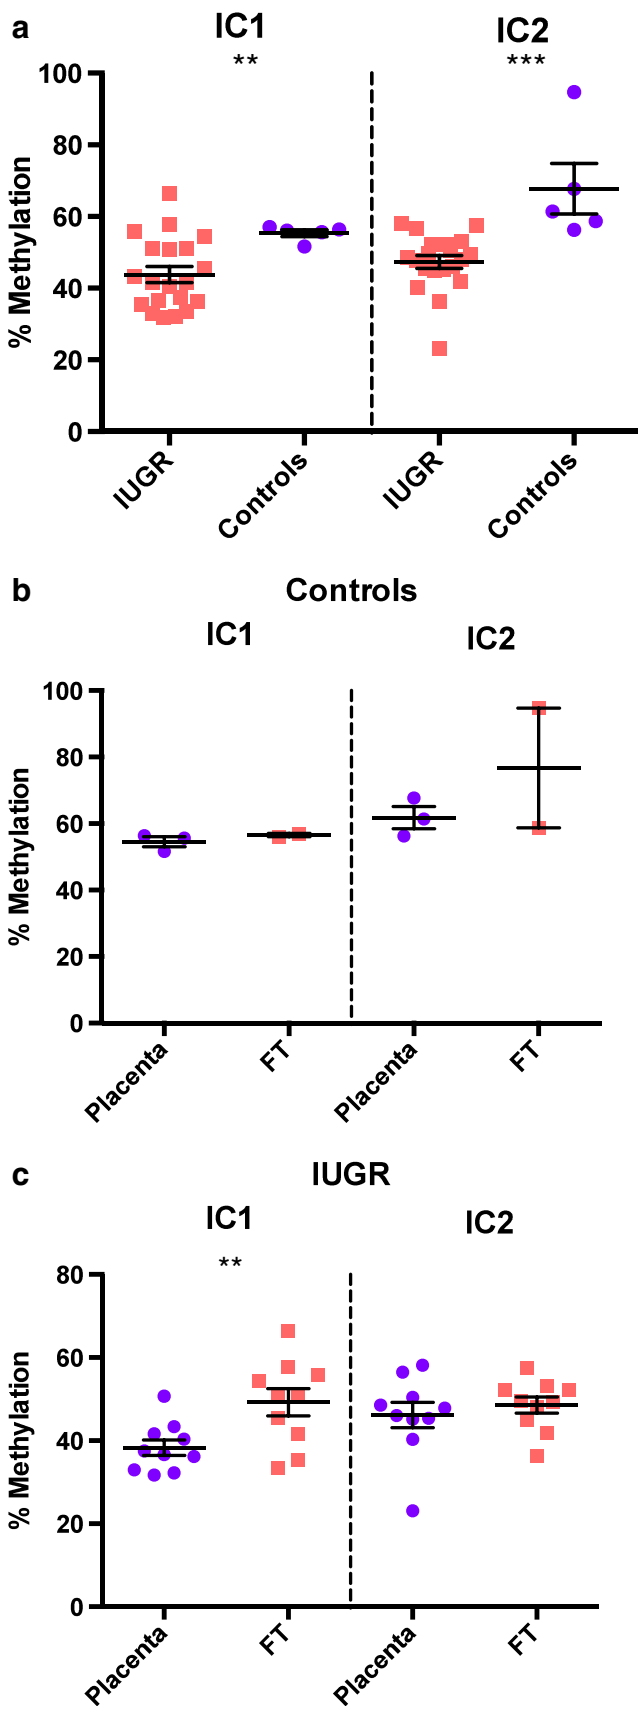 a
IC1
IC2
**
***
% Methylation
100
80
60
40
20
0
IUGR
Controls
IUGR
Controls
b
Controls
IC1
IC2
% Methylation
100
80
60
40
20
0
Placenta
FT
Placenta
FT
c
IUGR
IC1
IC2
**
% Methylation
80
60
40
20
0
Placenta
FT
Placenta
FT